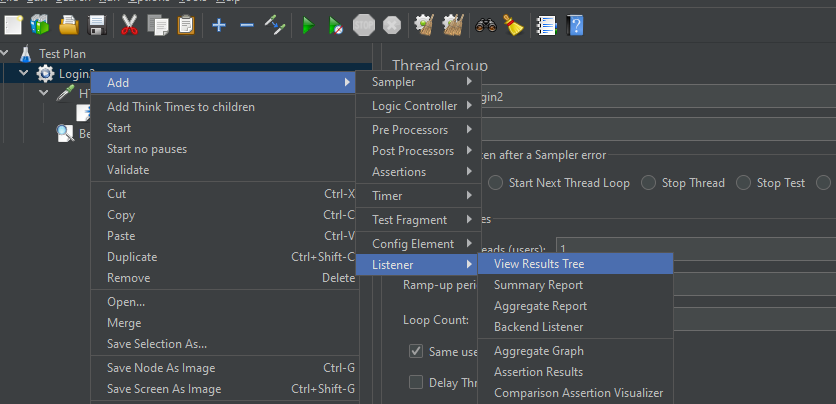 Test Plan
Thread Group
Login2
Add
Sampler
Logic Controller
gin2
Add Think Times to children
Start
Pre Processors
Start no pauses
Post Processors
en after a Sampler error
Validate
Assertions
Start Next Thread Loop
Stop Thread
Stop Test
Cut Ctrl-X
Timer
Copy Ctrl-C
Test Fragment
es
Paste Ctrl-V
Config Element
eads (users): 1
Duplicate Ctrl+Shift-C
Listener
View Results Tree
Remove Delete
Ramp-up peri
Summary Report
Open...
Aggregate Report
Merge
Loop Count:
Backend Listener
Save Selection As...
Same use
Aggregate Graph
Save Node As Image Ctrl-G
Assertion Results
Save Screen As Image Ctrl+Shift-G
Delay Thr
Comparison Assertion Visualizer